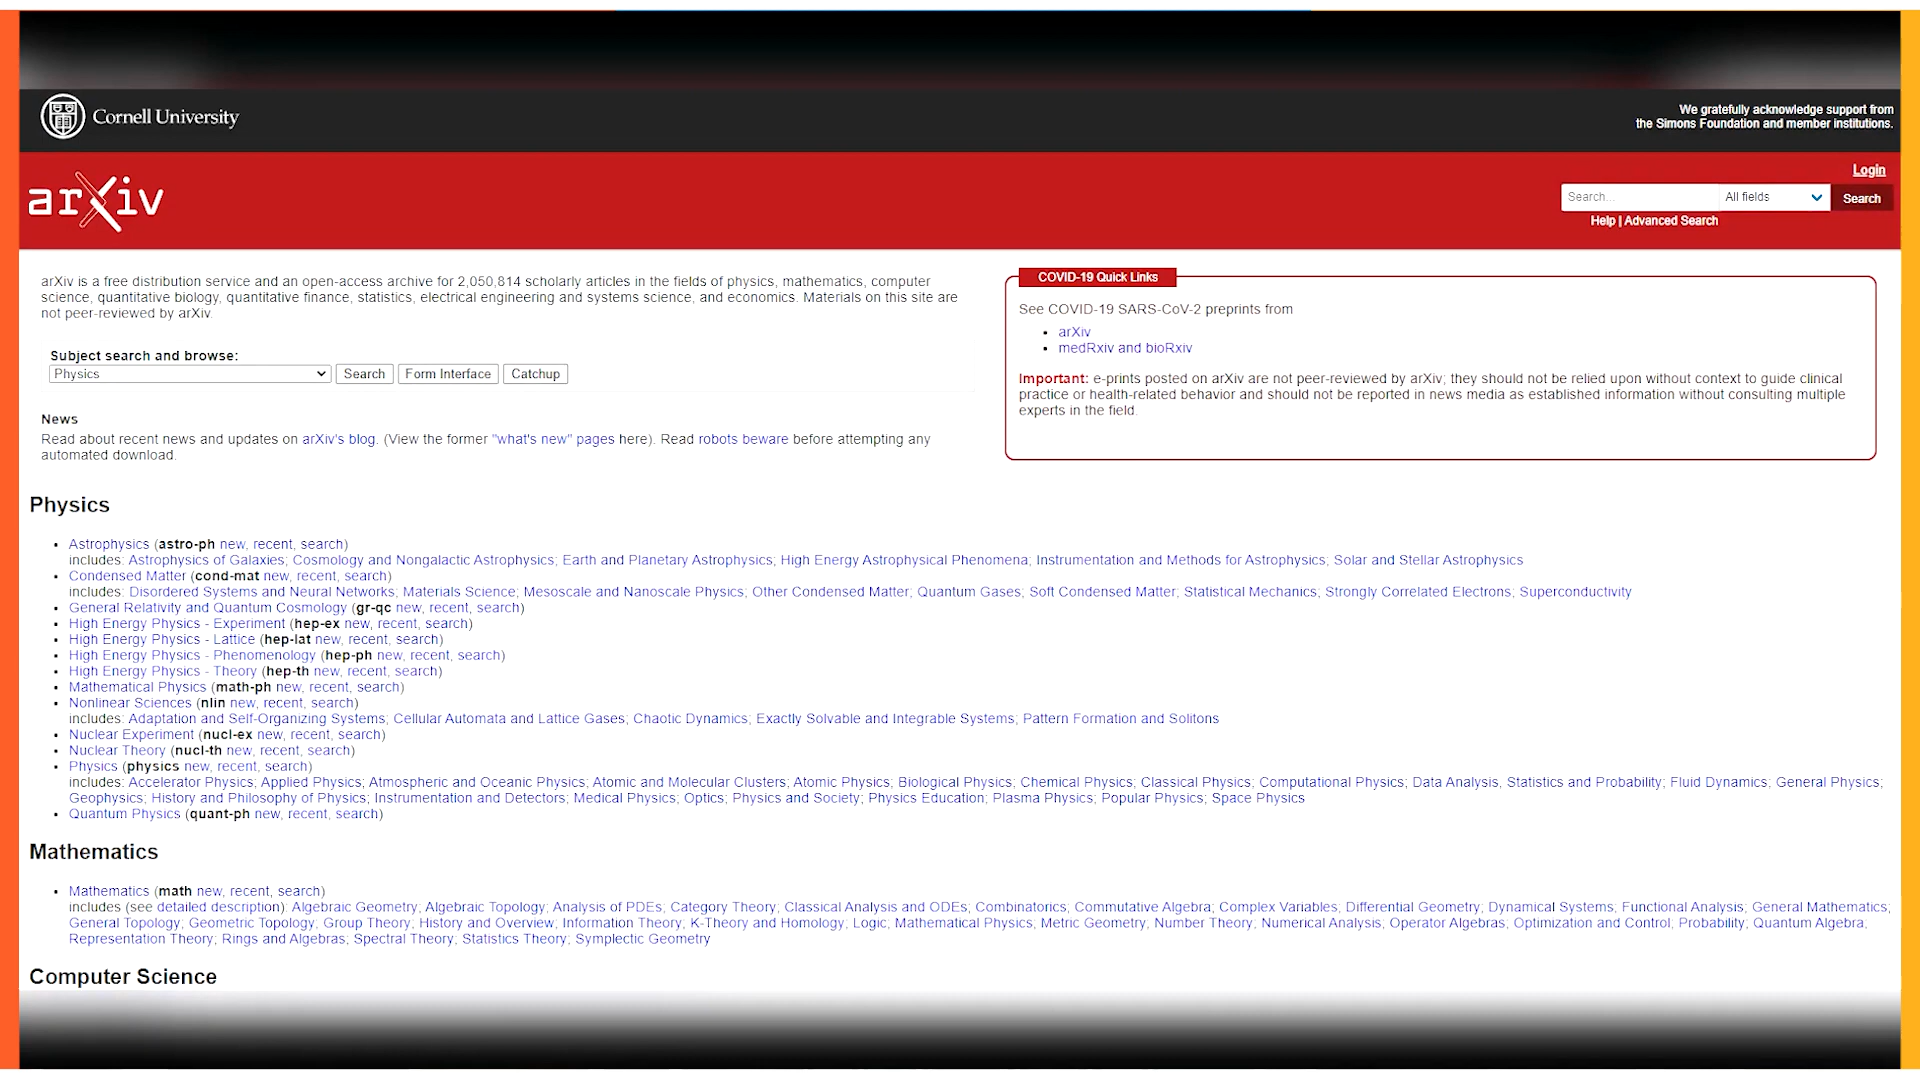 Cornell University
We gratefully acknowledge support from
the Simons Foundation and member institutions.
Login
arXiv
Search... All fields Search
Help | Advanced Search
arXiv is a free distribution service and an open-access archive for 2,050,814 scholarly articles in the fields of physics, mathematics, computer
science, quantitative biology, quantitative finance, statistics, electrical engineering and systems science, and economics. Materials on this site are
not peer-reviewed by arXiv.
Subject search and browse:
Physics Search Form Interface Catchup
News
Read about recent news and updates on arXiv's blog. (View the former "what's new" pages here). Read robots beware before attempting any
automated download.
COVID-19 Quick Links
See COVID-19 SARS-CoV-2 preprints from
• arXiv
• medRxiv and bioRxiv
Important: e-prints posted on arXiv are not peer-reviewed by arXiv; they should not be relied upon without context to guide clinical
practice or health-related behavior and should not be reported in news media as established information without consulting multiple
experts in the field.
Physics
• Astrophysics (astro-ph new, recent, search)
includes: Astrophysics of Galaxies; Cosmology and Nongalactic Astrophysics; Earth and Planetary Astrophysics; High Energy Astrophysical Phenomena; Instrumentation and Methods for Astrophysics; Solar and Stellar Astrophysics
• Condensed Matter (cond-mat new, recent, search)
includes: Disordered Systems and Neural Networks; Materials Science; Mesoscale and Nanoscale Physics; Other Condensed Matter; Quantum Gases; Soft Condensed Matter; Statistical Mechanics; Strongly Correlated Electrons; Superconductivity
• General Relativity and Quantum Cosmology (gr-qc new, recent, search)
• High Energy Physics - Experiment (hep-ex new, recent, search)
• High Energy Physics - Lattice (hep-lat new, recent, search)
• High Energy Physics - Phenomenology (hep-ph new, recent, search)
• High Energy Physics - Theory (hep-th new, recent, search)
• Mathematical Physics (math-ph new, recent, search)
• Nonlinear Sciences (nlin new, recent, search)
includes: Adaptation and Self-Organizing Systems; Cellular Automata and Lattice Gases; Chaotic Dynamics; Exactly Solvable and Integrable Systems; Pattern Formation and Solitons
• Nuclear Experiment (nucl-ex new, recent, search)
• Nuclear Theory (nucl-th new, recent, search)
• Physics (physics new, recent, search)
includes: Accelerator Physics; Applied Physics; Atmospheric and Oceanic Physics; Atomic and Molecular Clusters; Atomic Physics; Biological Physics; Chemical Physics; Classical Physics; Computational Physics; Data Analysis, Statistics and Probability; Fluid Dynamics; General Physics;
Geophysics; History and Philosophy of Physics; Instrumentation and Detectors; Medical Physics; Optics; Physics and Society; Physics Education; Plasma Physics; Popular Physics; Space Physics
• Quantum Physics (quant-ph new, recent, search)
Mathematics
• Mathematics (math new, recent, search)
includes (see detailed description): Algebraic Geometry; Algebraic Topology; Analysis of PDEs; Category Theory; Classical Analysis and ODEs; Combinatorics; Commutative Algebra; Complex Variables; Differential Geometry; Dynamical Systems; Functional Analysis; General Mathematics;
General Topology; Geometric Topology; Group Theory; History and Overview; Information Theory; K-Theory and Homology; Logic; Mathematical Physics; Metric Geometry; Number Theory; Numerical Analysis; Operator Algebras; Optimization and Control; Probability; Quantum Algebra;
Representation Theory; Rings and Algebras; Spectral Theory; Statistics Theory; Symplectic Geometry
Computer Science